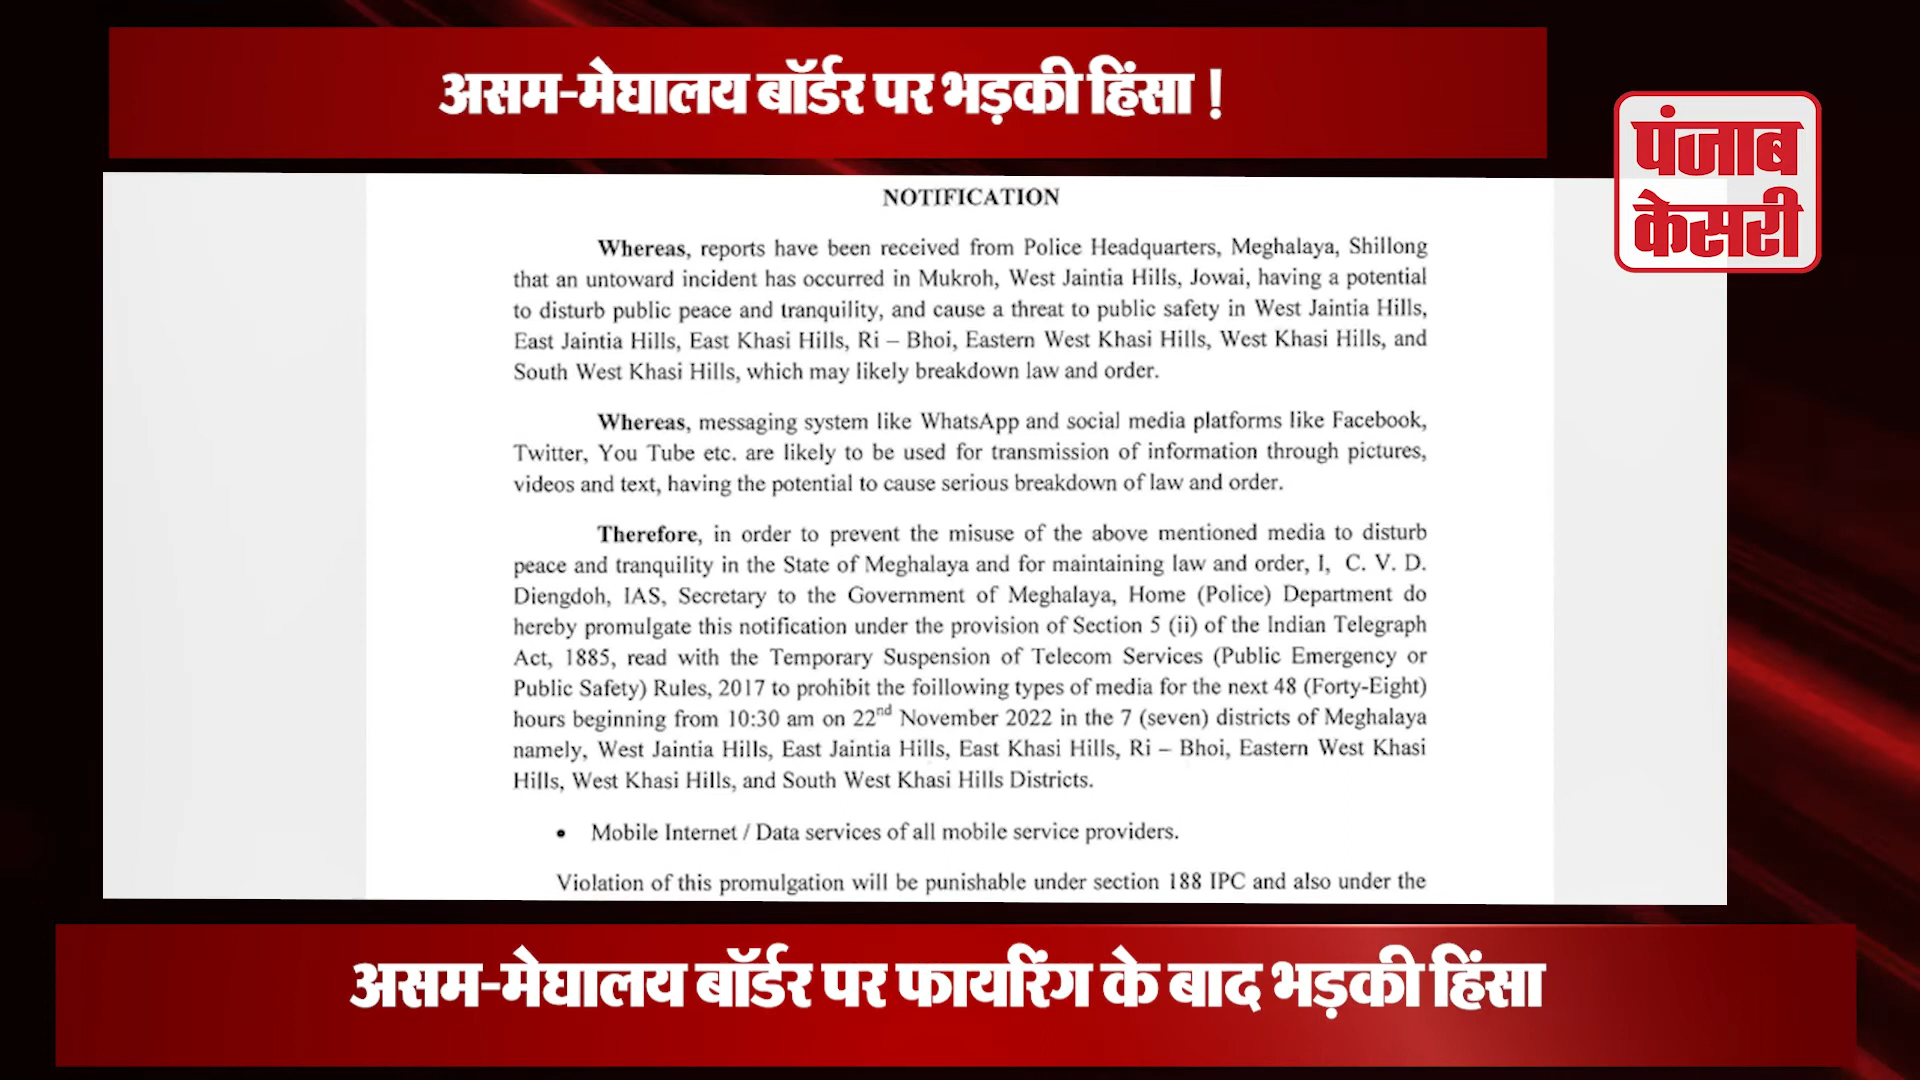 असम-मेघालय बॉर्डर पर भड़की हिंसा !
पंजाब
केसरी
NOTIFICATION
Whereas, reports have been received from Police Headquarters, Meghalaya, Shillong
that an untoward incident has occurred in Mukroh, West Jaintia Hills, Jowai, having a potential
to disturb public peace and tranquility, and cause a threat to public safety in West Jaintia Hills,
East Jaintia Hills, East Khasi Hills, Ri – Bhoi, Eastern West Khasi Hills, West Khasi Hills, and
South West Khasi Hills, which may likely breakdown law and order.
Whereas, messaging system like WhatsApp and social media platforms like Facebook,
Twitter, You Tube etc. are likely to be used for transmission of information through pictures,
videos and text, having the potential to cause serious breakdown of law and order.
Therefore, in order to prevent the misuse of the above mentioned media to disturb
peace and tranquility in the State of Meghalaya and for maintaining law and order, I, C. V. D.
Diengdoh, IAS, Secretary to the Government of Meghalaya, Home (Police) Department do
hereby promulgate this notification under the provision of Section 5 (ii) of the Indian Telegraph
Act, 1885, read with the Temporary Suspension of Telecom Services (Public Emergency or
Public Safety) Rules, 2017 to prohibit the foillowing types of media for the next 48 (Forty-Eight)
hours beginning from 10:30 am on 22nd November 2022 in the 7 (seven) districts of Meghalaya
namely, West Jaintia Hills, East Jaintia Hills, East Khasi Hills, Ri – Bhoi, Eastern West Khasi
Hills, West Khasi Hills, and South West Khasi Hills Districts.
• Mobile Internet / Data services of all mobile service providers.
Violation of this promulgation will be punishable under section 188 IPC and also under the
असम-मेघालय बॉर्डर पर फायरिंग के बाद भड़की हिंसा